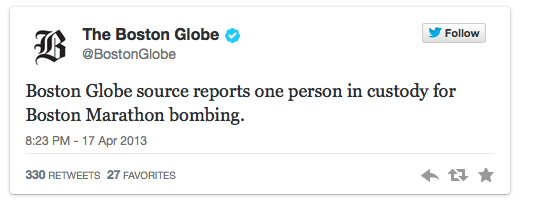 The Boston Globe
@BostonGlobe
Follow
Boston Globe source reports one person in custody for
Boston Marathon bombing.
8:23 PM - 17 Apr 2013
330 RETWEETS 27 FAVORITES